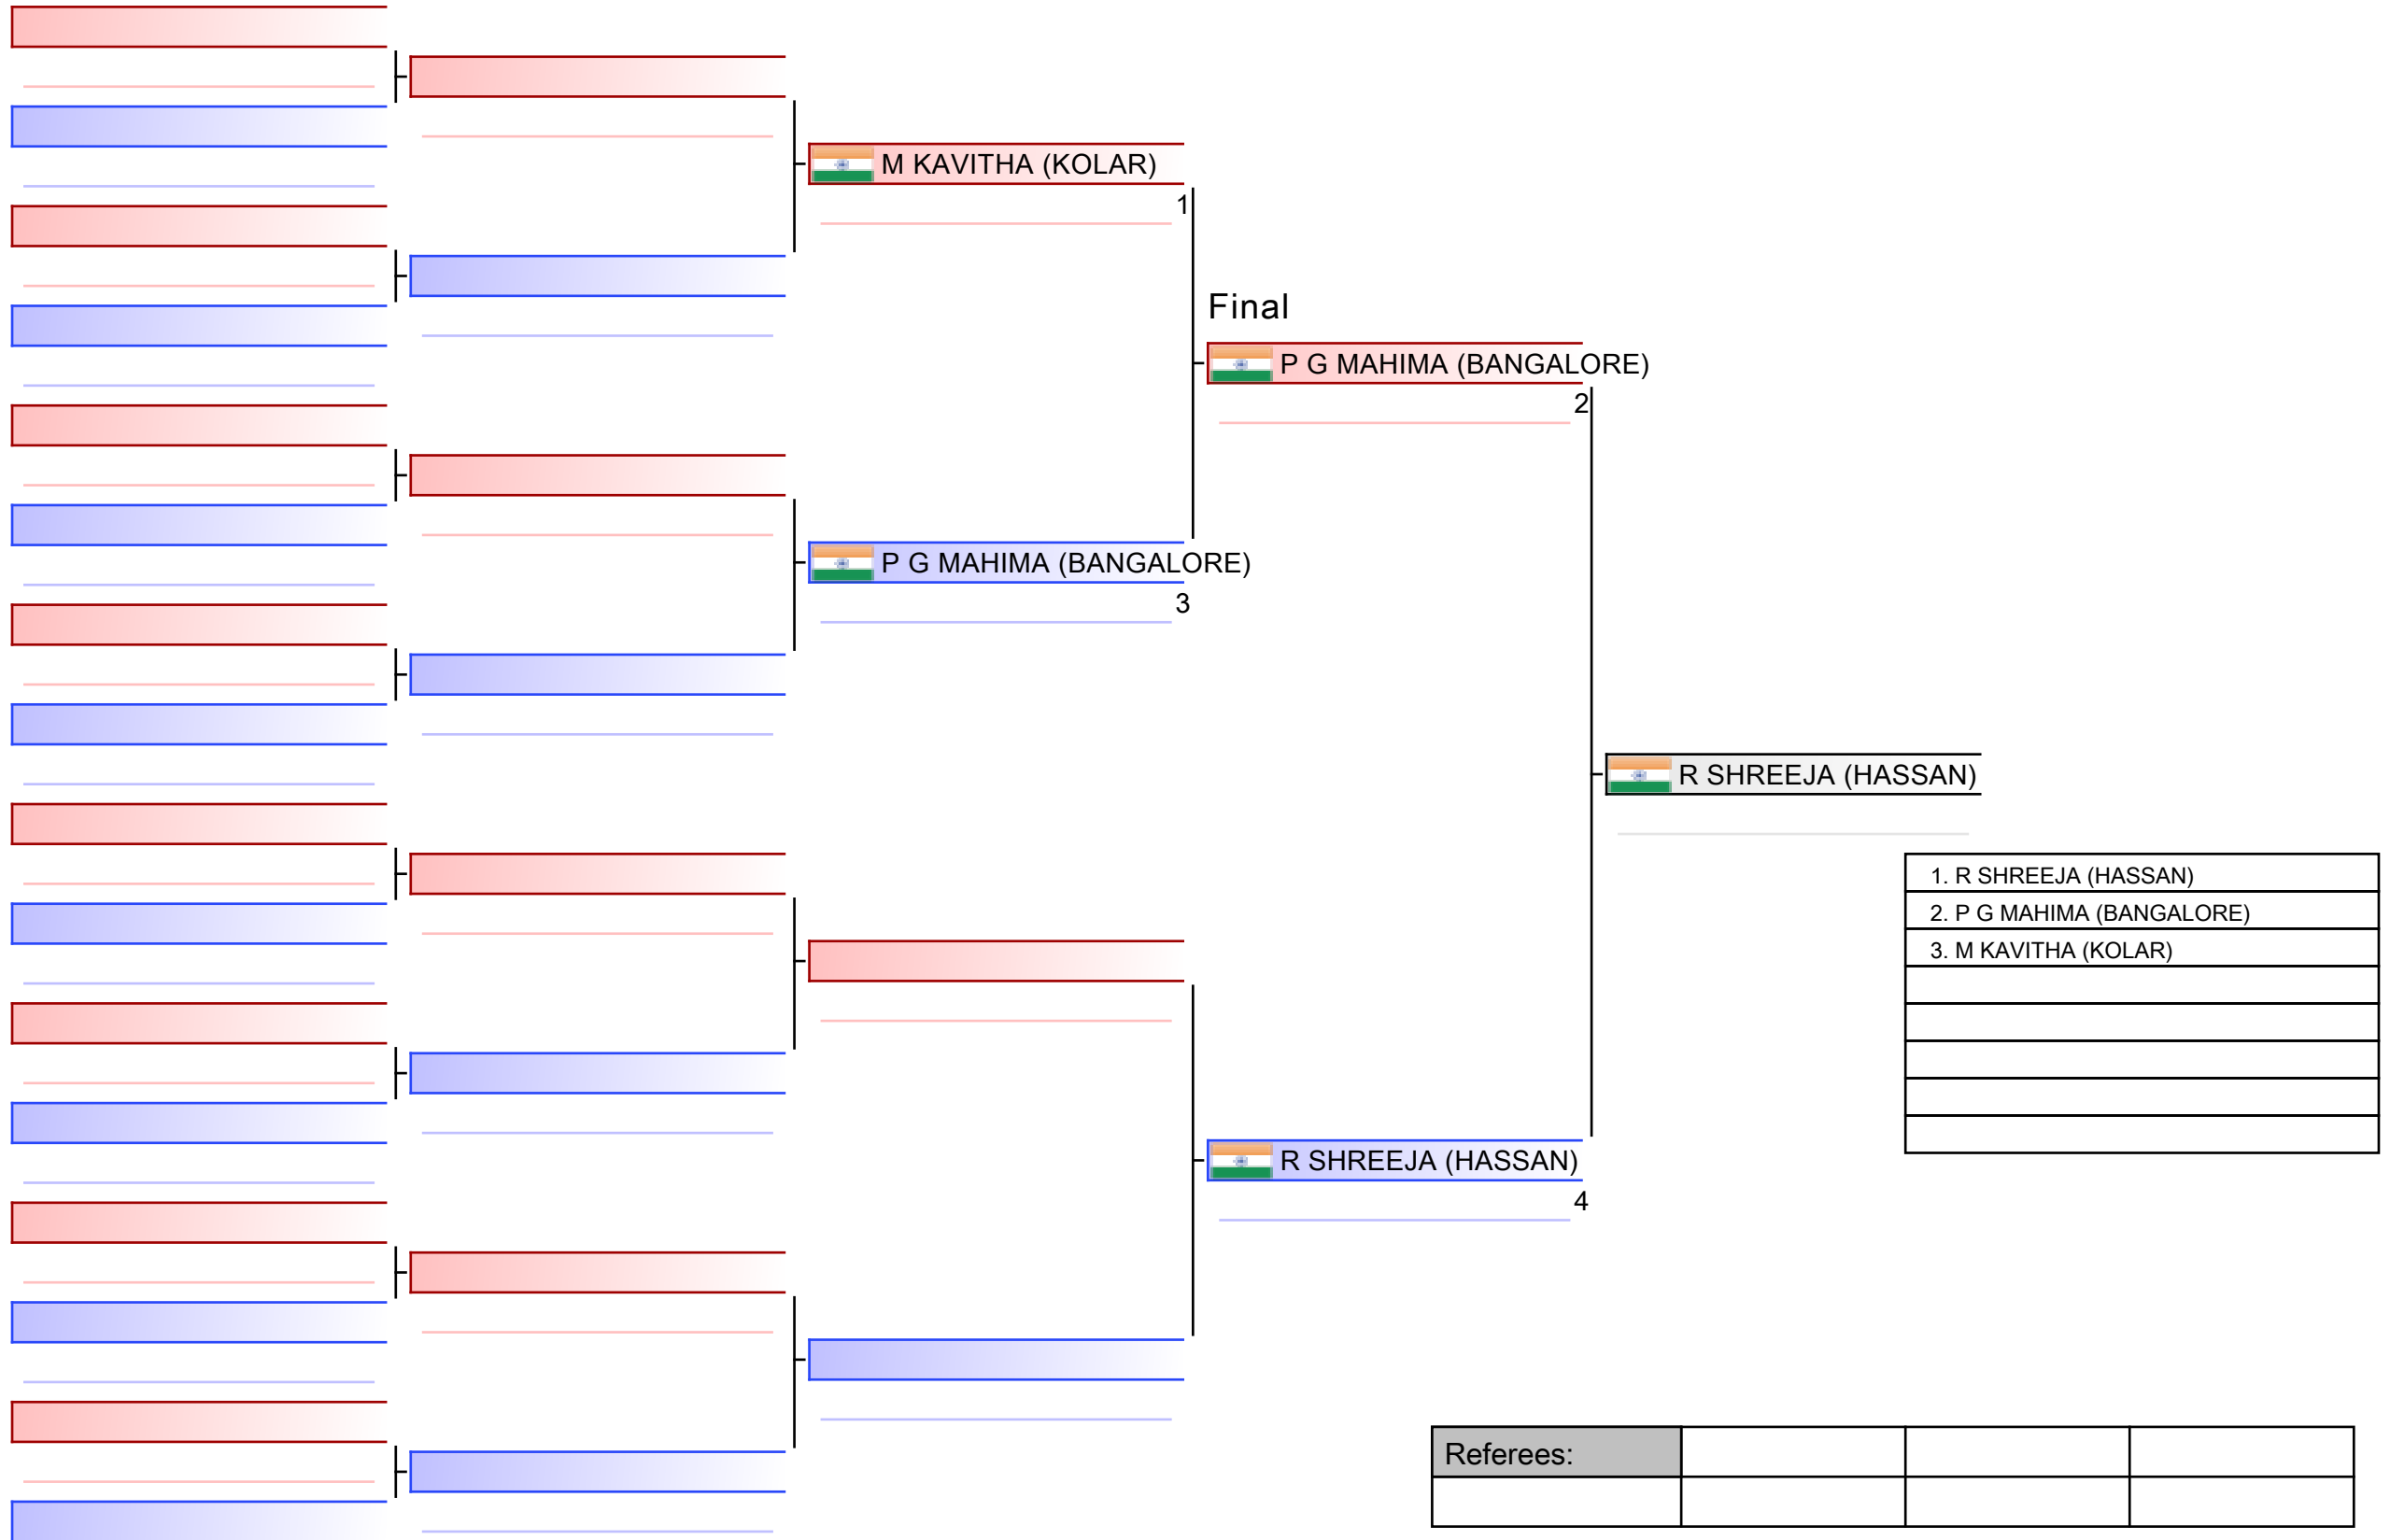 M KAVITHA (KOLAR)
1
Final
P G MAHIMA (BANGALORE)
2
P G MAHIMA (BANGALORE)
3
R SHREEJA (HASSAN)
1. R SHREEJA (HASSAN)
2. P G MAHIMA (BANGALORE)
3. M KAVITHA (KOLAR)
R SHREEJA (HASSAN)
4
Referees: